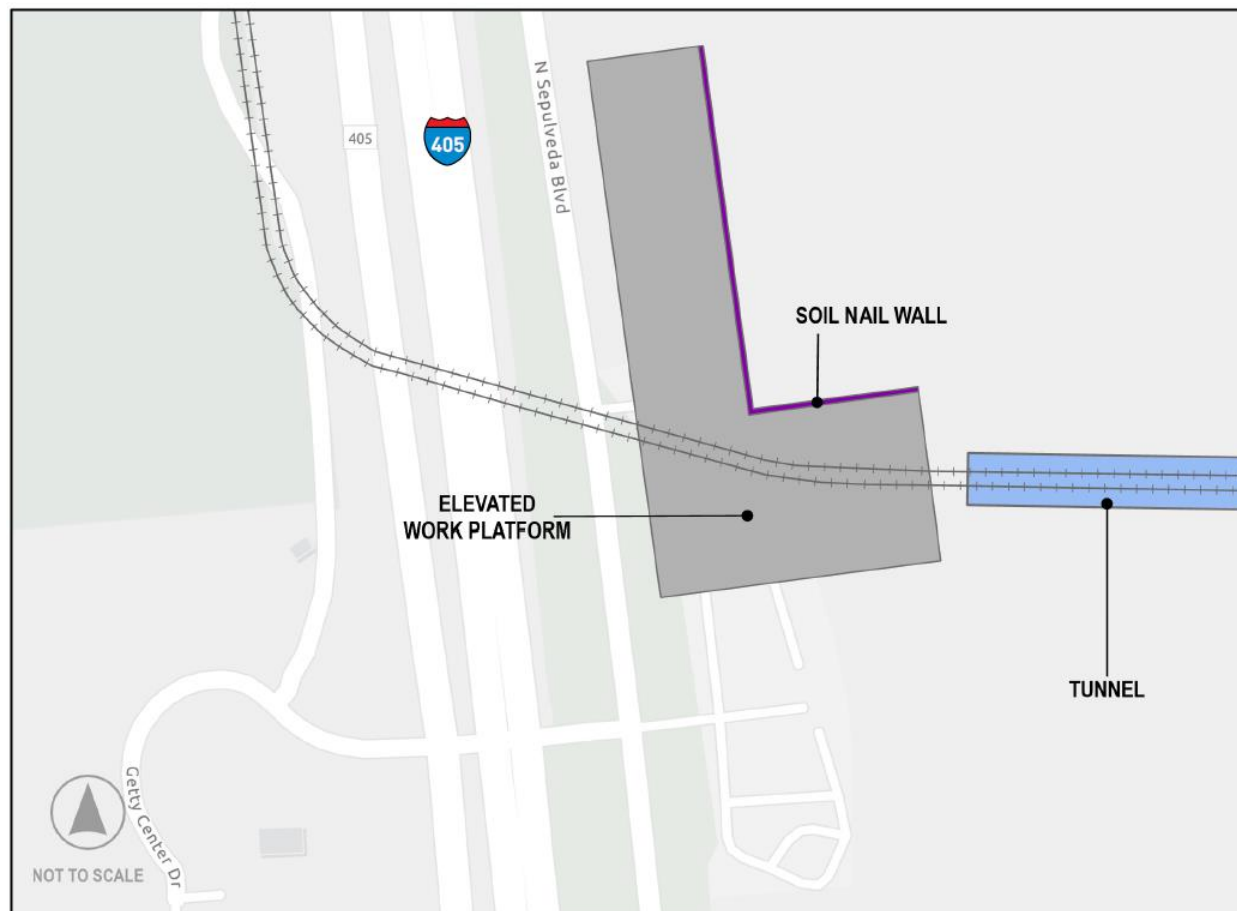 N Sepulveda Blvd
405
405
SOIL NAIL WALL
ELEVATED
WORK PLATFORM
TUNNEL
Getty Center Dr
NOT TO SCALE